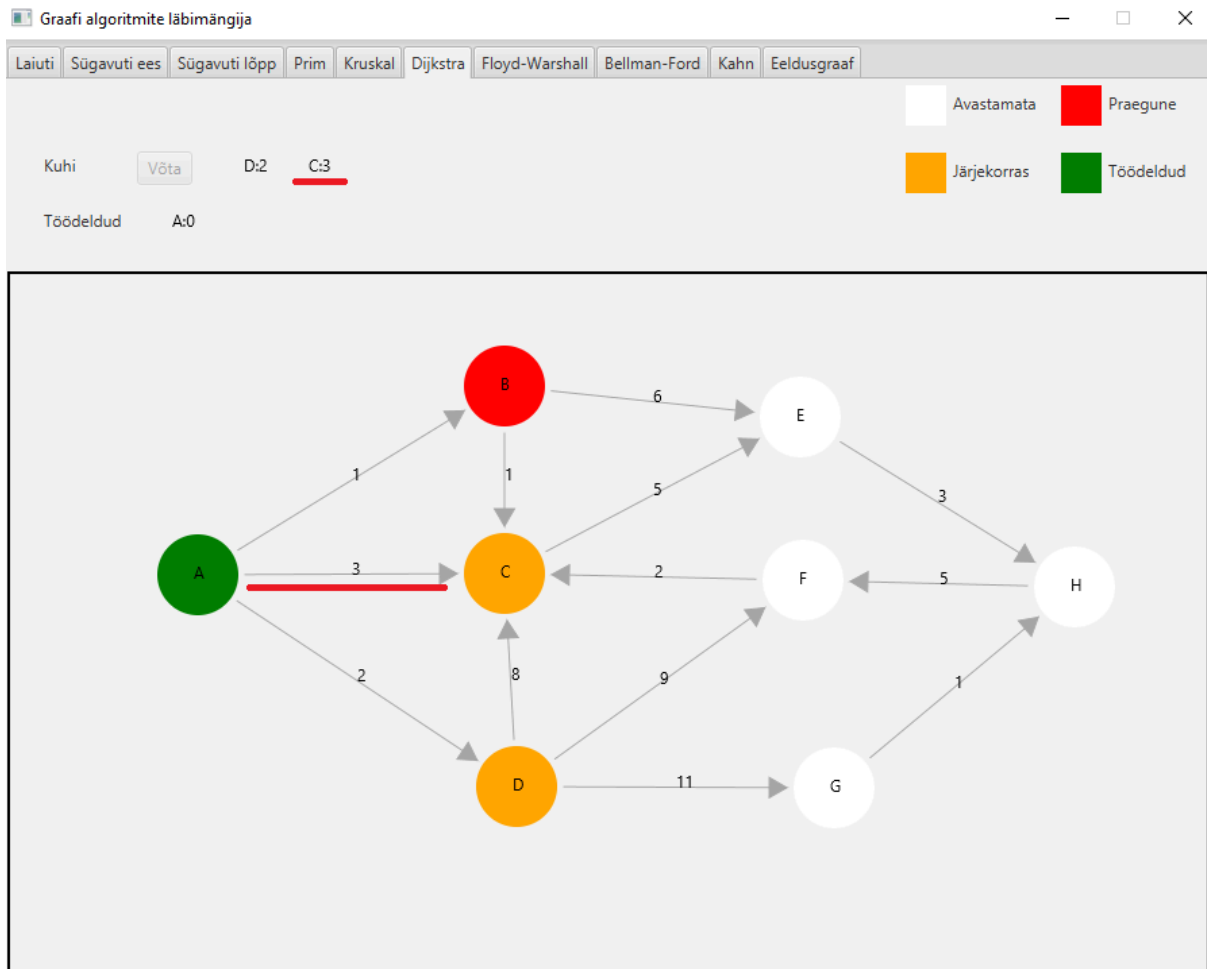 Graafi algoritmite läbimängija
Laiuti Sügavuti ees Sügavuti lõpp Prim Kruskal Dijkstra Floyd-Warshall Bellman-Ford Kahn Eeldusgraaf
Avastamata Praegune
Kuhi Võta D:2 C:3
Järjekorras Töödeldud
Töödeldud A:0
B
6
E
1
1
5
3
A
3
C
2
F
5
H
2
8
9
1
D
11
G